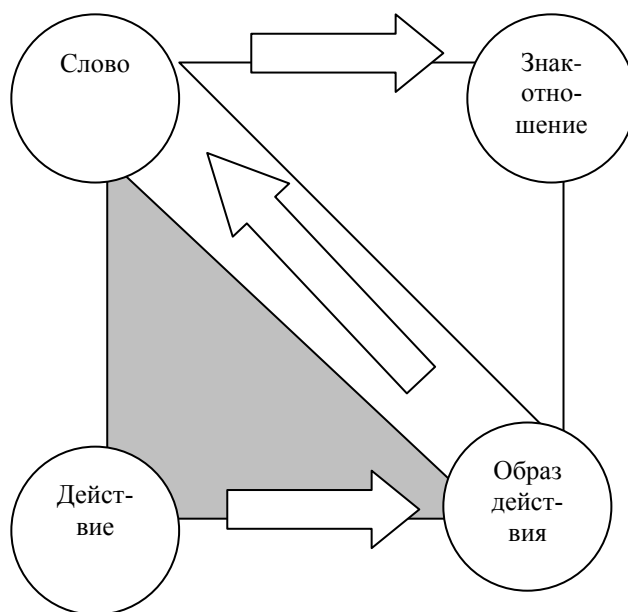 Слово
Знак-
отно-
шение
Дейст-
вие
Образ
дейст-
вия